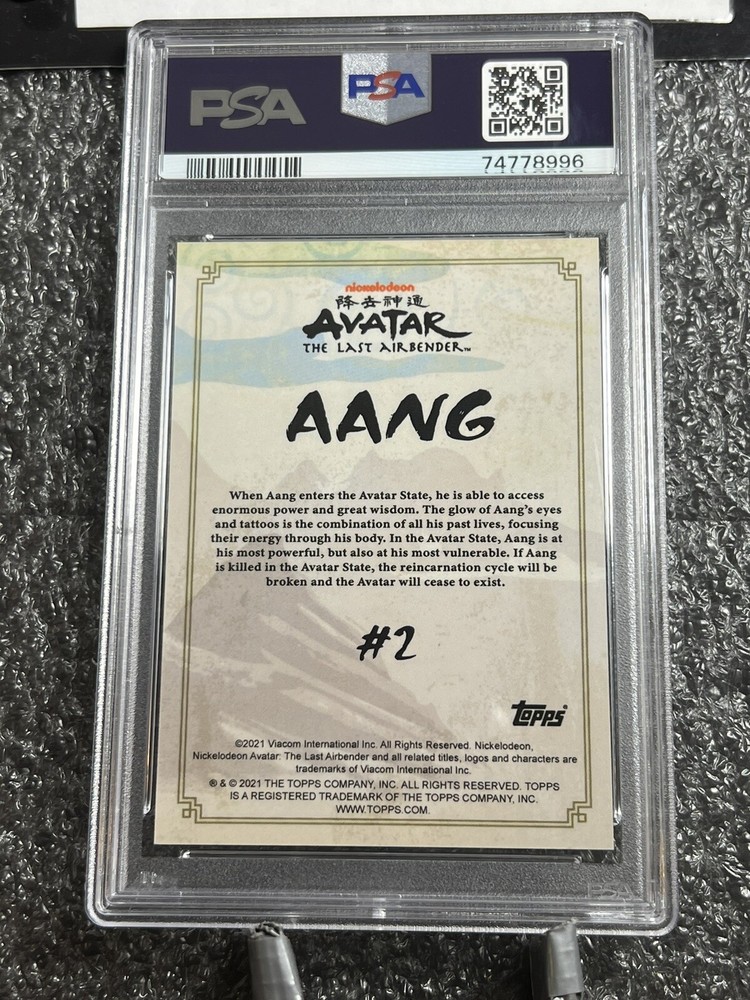 PSA
PSA
74778996
nickelodeon
降去神通
AVATAR
THE LAST AIRBENDER™
AANG
When Aang enters the Avatar State, he is able to access
enormous power and great wisdom. The glow of Aang's eyes
and tattoos is the combination of all his past lives, focusing
their energy through his body. In the Avatar State, Aang is at
his most powerful, but also at his most vulnerable. If Aang
is killed in the Avatar State, the reincarnation cycle will be
broken and the Avatar will cease to exist.
#2
topps®
©2021 Viacom International Inc. All Rights Reserved. Nickelodeon,
Nickelodeon Avatar: The Last Airbender and all related titles, logos and characters are
trademarks of Viacom International Inc.
® & © 2021 THE TOPPS COMPANY, INC. ALL RIGHTS RESERVED. TOPPS
IS A REGISTERED TRADEMARK OF THE TOPPS COMPANY, INC.
WWW.TOPPS.COM.
PSA